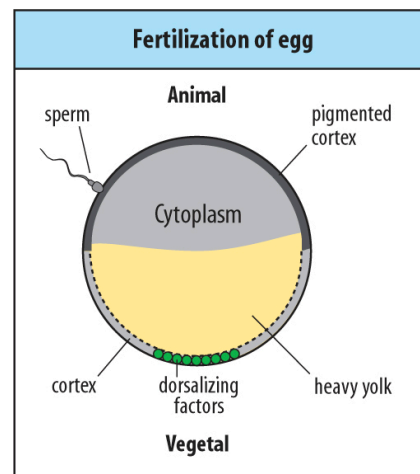 Fertilization of egg
Animal
sperm
pigmented
cortex
Cytoplasm
cortex
dorsalizing
factors
heavy yolk
Vegetal